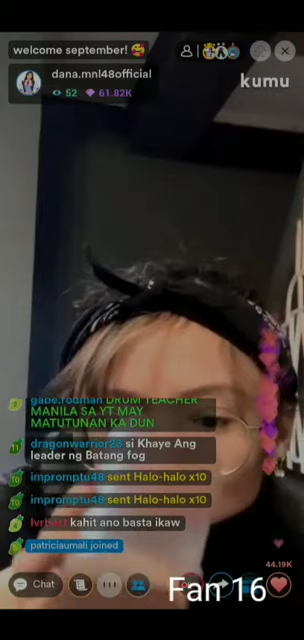 welcome september! 🥰
dana.mnl48official
52 61.82K
kumu
gabe.rodman DRUM TEACHER
MANILA SA YT MAY
MATUTUNAN KA DUN
dragonwarrior23 si Khaye Ang
leader ng Batang fog
impromptu48 sent Halo-halo x10
impromptu48 sent Halo-halo x10
kahit ano basta ikaw
patriciaumali joined
44.19K
Chat
Fan 16